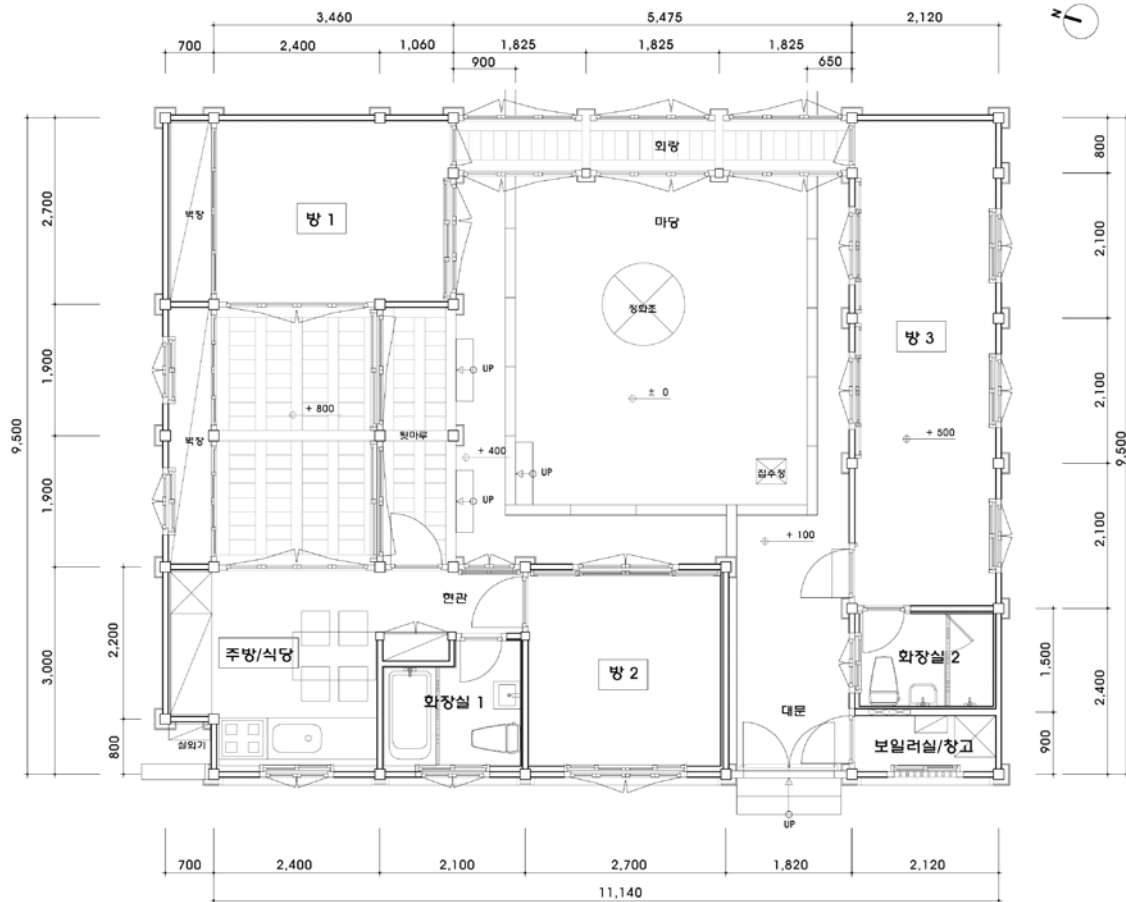 3,460 5,475 2,120
N
700 2,400 1,060 1,825 1,825 1,825
900 650
회랑
800
벽장
방 1
마당
2,700
2,100
정화조
방 3
1,900
UP
± 0
2,100
+ 800
벽장
툇마루
+ 500
9,500
9,500
+ 400
UP
집수정
UP
1,900
+ 100
2,100
현관
2,200
주방/식당
방 2
화장실 2
1,500
3,000
화장실 1
2,400
대문
실외기
보일러실/창고
800
900
UP
700 2,400 2,100 2,700 1,820 2,120
11,140